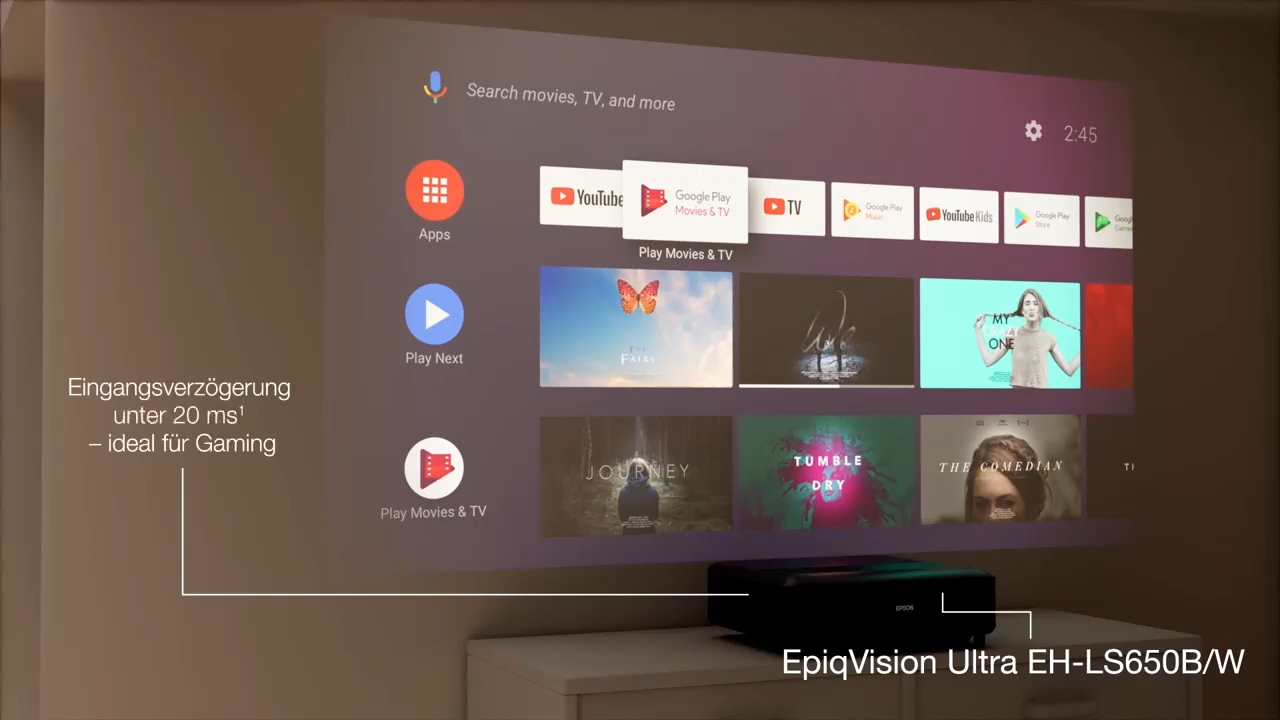 Search movies, TV, and more
2:45
YouTube
Google Play
Movies & TV
TV
Google Play
Music
YouTube Kids
Google Play
Store
Apps
Play Movies & TV
Play Next
MY
CRAZY
ONE
FAIRY
Eingangsverzögerung
unter 20 ms¹
– ideal für Gaming
JOURNEY
TUMBLE
DRY
THE COMEDIAN
Play Movies & TV
EPSON
EpiqVision Ultra EH-LS650B/W